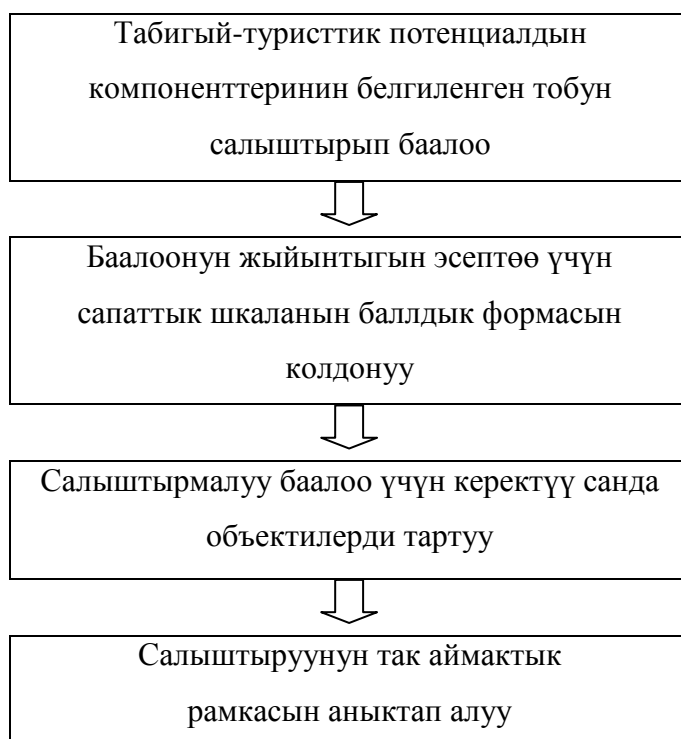 Табигый-туристтик потенциалдын
компоненттеринин белгиленген тобун
салыштырып баалоо
Баалоонун жыйынтыгын эсептөө үчүн
сапаттык шкаланын баллдык формасын
колдонуу
Салыштырмалуу баалоо үчүн керектүү санда
объектилерди тартуу
Салыштыруунун так аймактык
рамкасын аныктап алуу